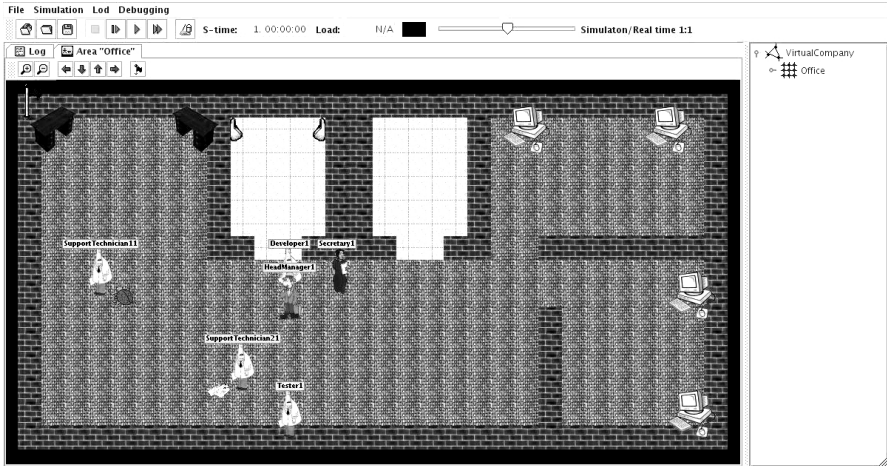 File Simulation Lod Debugging
S-time: 1. 00:00:00 Load: N/A Simulaton/Real time 1:1
Log Area "Office"
VirtualCompany
Office
SupportTechnician11 Developer1 Secretary1
HeadManager1
SupportTechnician21
Tester1